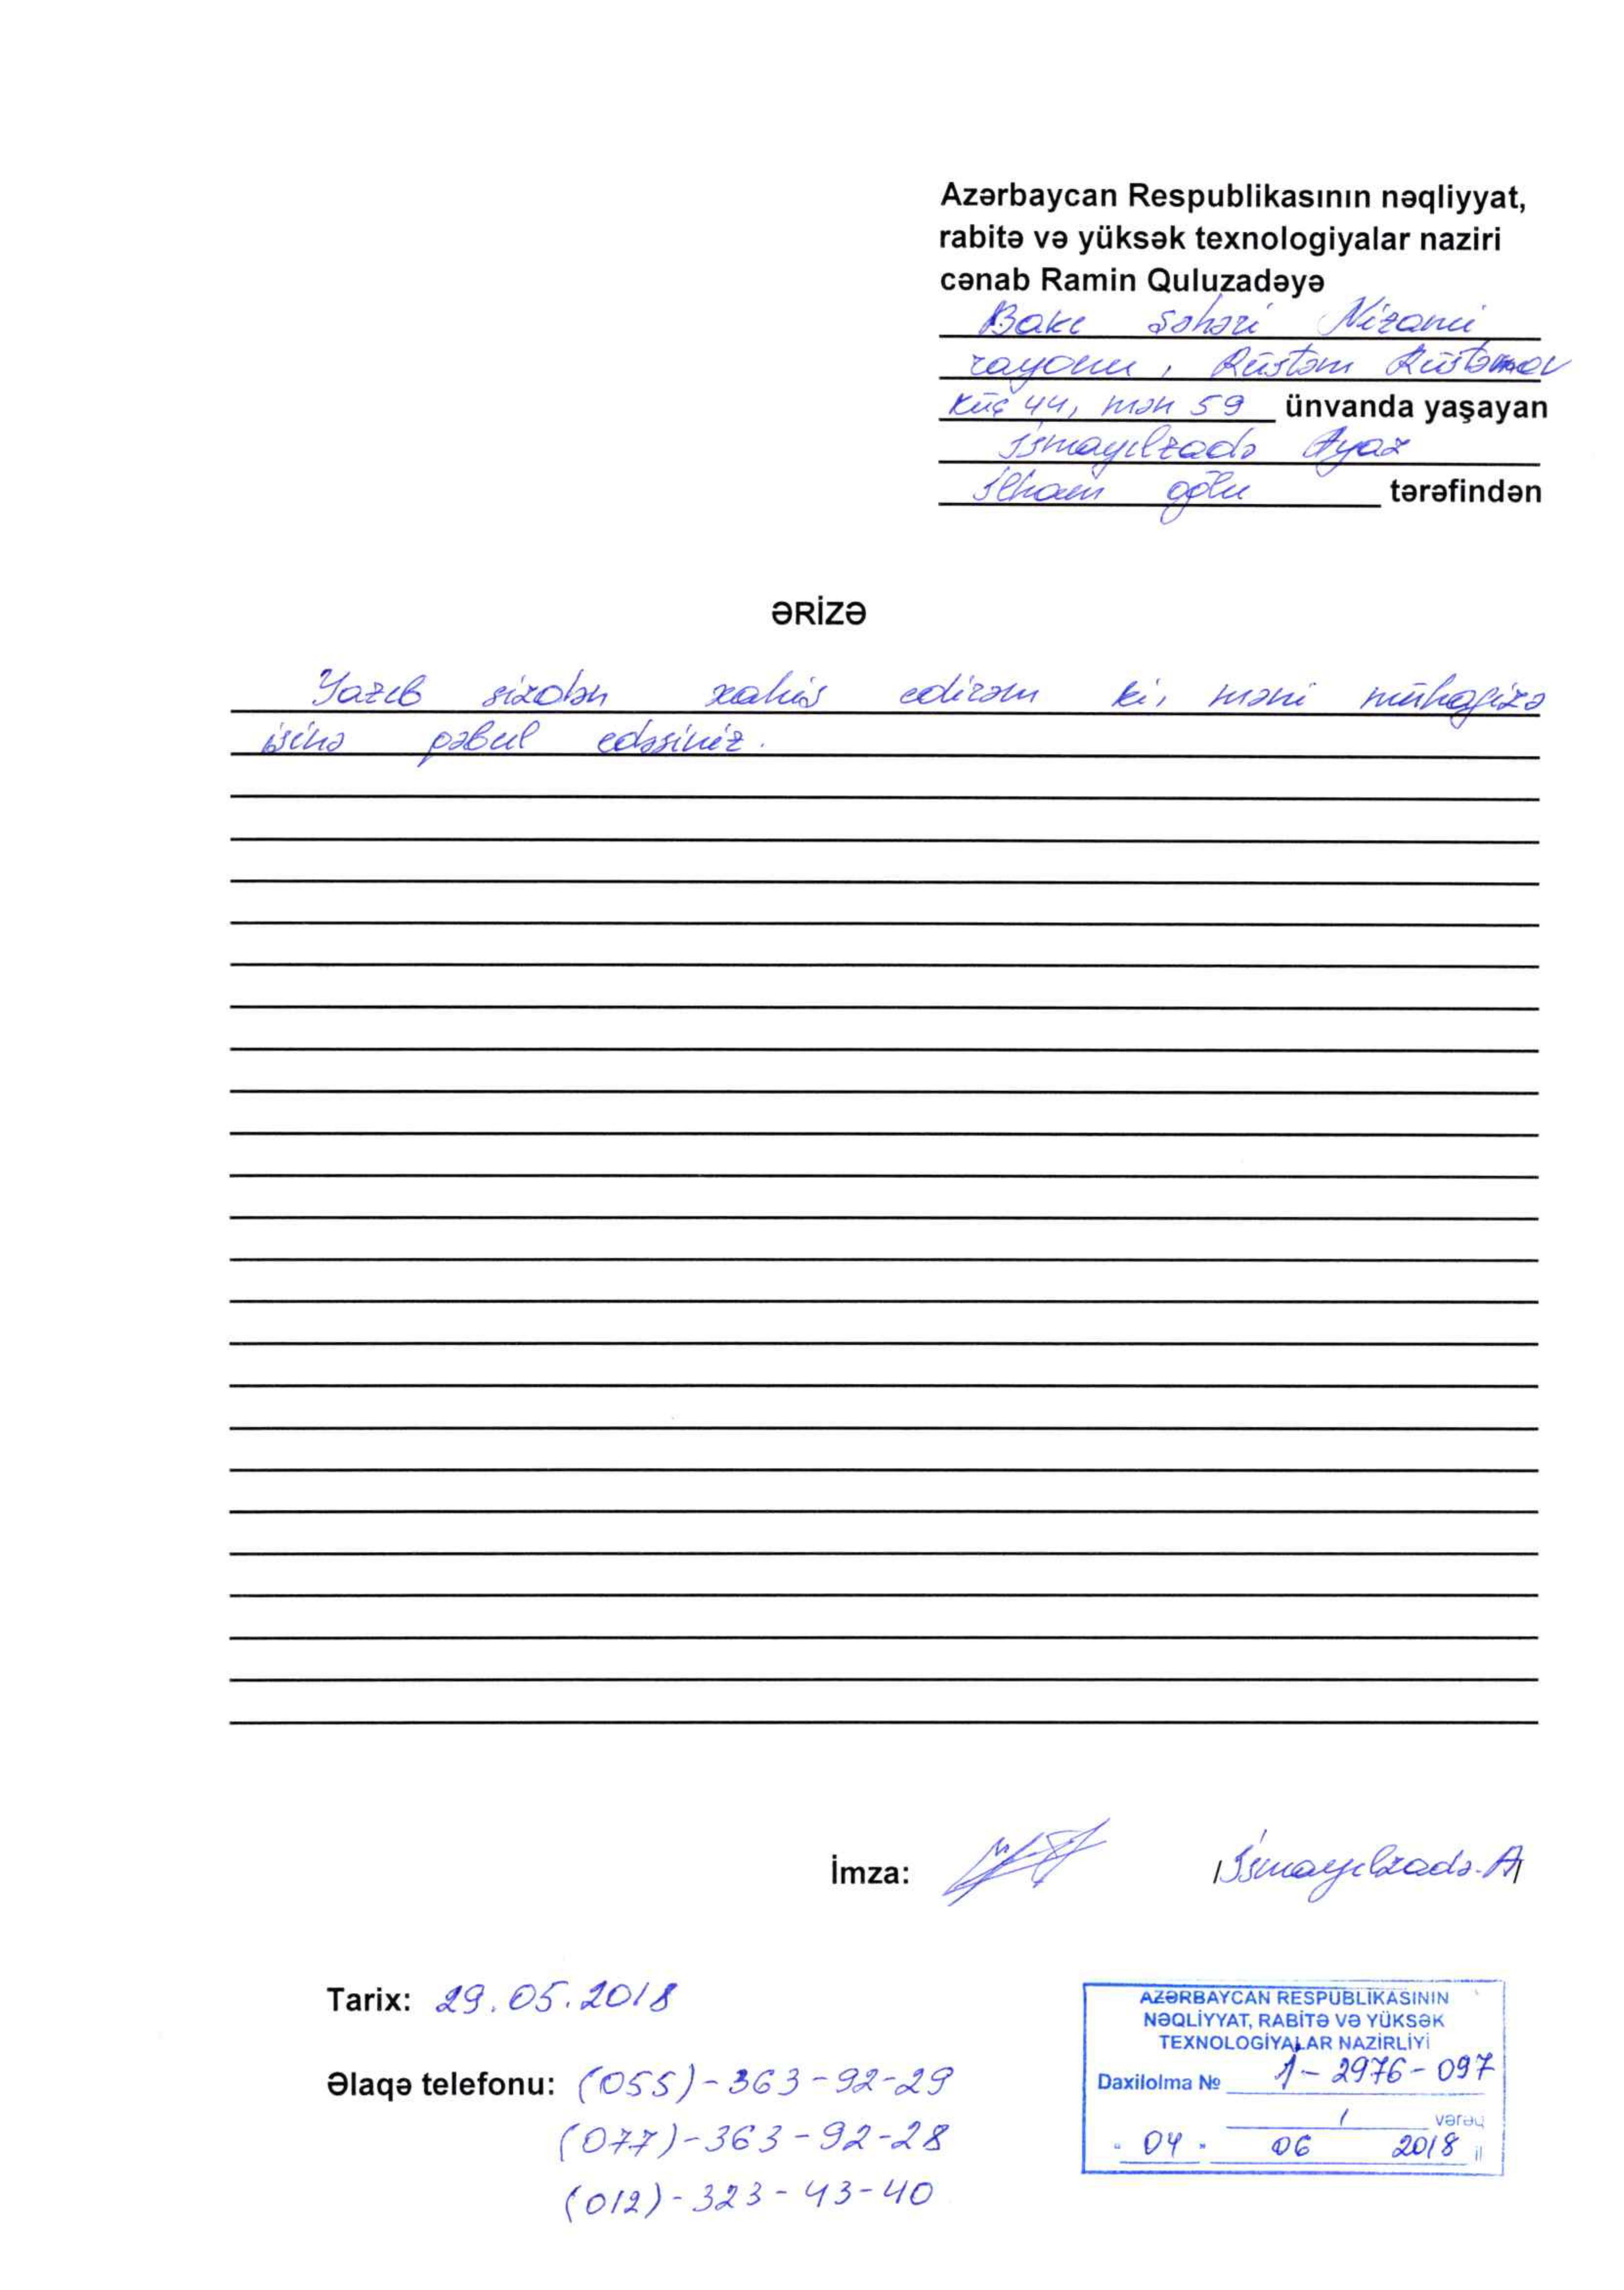 Azərbaycan Respublikasının nəqliyyat,
rabitə və yüksək texnologiyalar naziri
cənab Ramin Quluzadəyə
Bakı şəhəri Nizami
rayonu, Rüstəm Rüstəmov
küç 44, mən 59 ünvanda yaşayan
İsmayılzadə Ayaz
İlham oğlu tərəfindən
ƏRİZƏ
Yazıb sizdən xahiş edirəm ki, məni mühafizə
işinə qəbul edəsiniz.
İmza: İsmayılzadə.A
Tarix: 29.05.2018
Əlaqə telefonu: (055)-363-92-29
(077)-363-92-28
(012)-323-43-40
AZƏRBAYCAN RESPUBLİKASININ
NƏQLİYYAT, RABİTƏ VƏ YÜKSƏK
TEXNOLOGİYALAR NAZİRLİYİ
Daxilolma № 1-2976-097
1 vərəq
"04" 06 2018 il